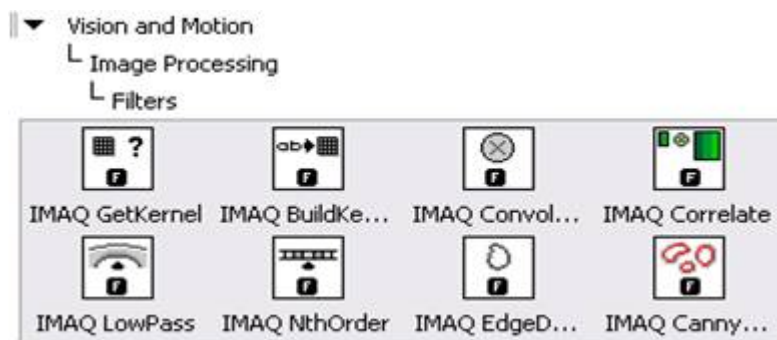 Vision and Motion
Image Processing
Filters
? ab
F F F F
IMAQ GetKernel IMAQ BuildKe... IMAQ Convol... IMAQ Correlate
F F F F
IMAQ LowPass IMAQ NthOrder IMAQ EdgeD... IMAQ Canny...